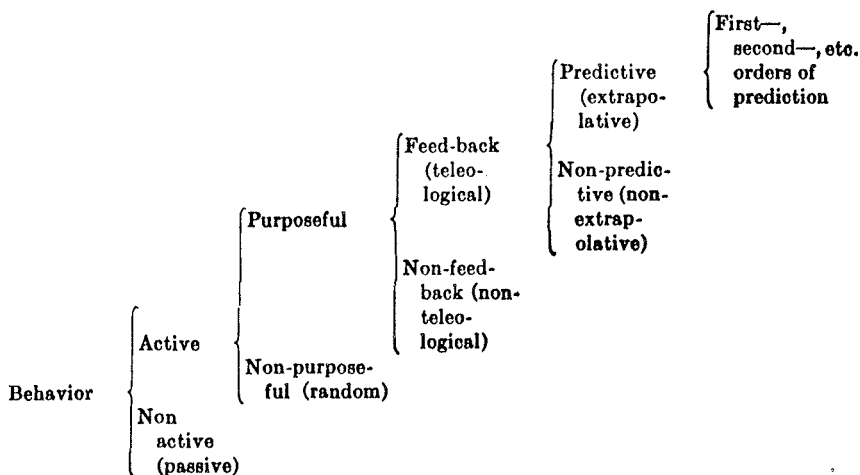 First—,
second—, etc.
orders of
prediction
Predictive
(extrapo-
lative)
Non-predic-
tive (non-
extrap-
olative)
Feed-back
(teleo-
logical)
Non-feed-
back (non-
teleo-
logical)
Purposeful
Non-purpose-
ful (random)
Active
Non
active
(passive)
Behavior